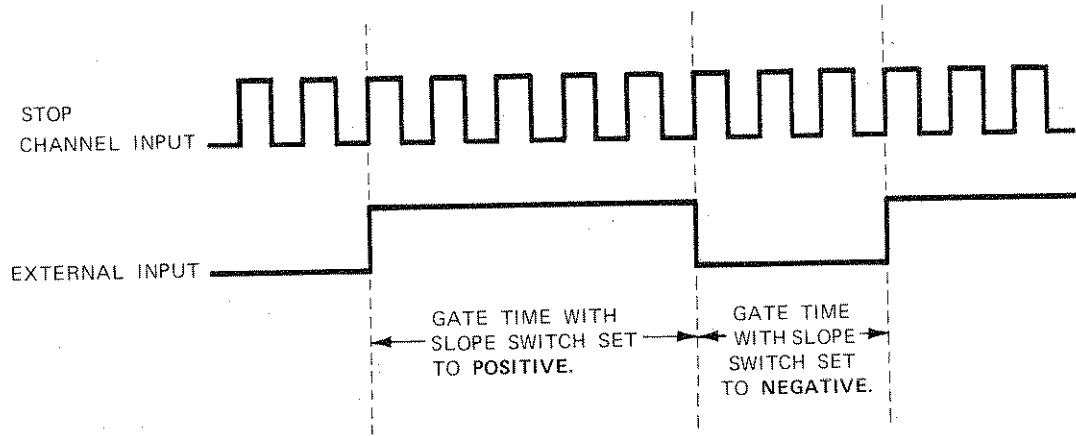 STOP
CHANNEL INPUT
EXTERNAL INPUT
GATE TIME WITH
SLOPE SWITCH SET
TO POSITIVE.
GATE TIME
WITH SLOPE
SWITCH SET
TO NEGATIVE.